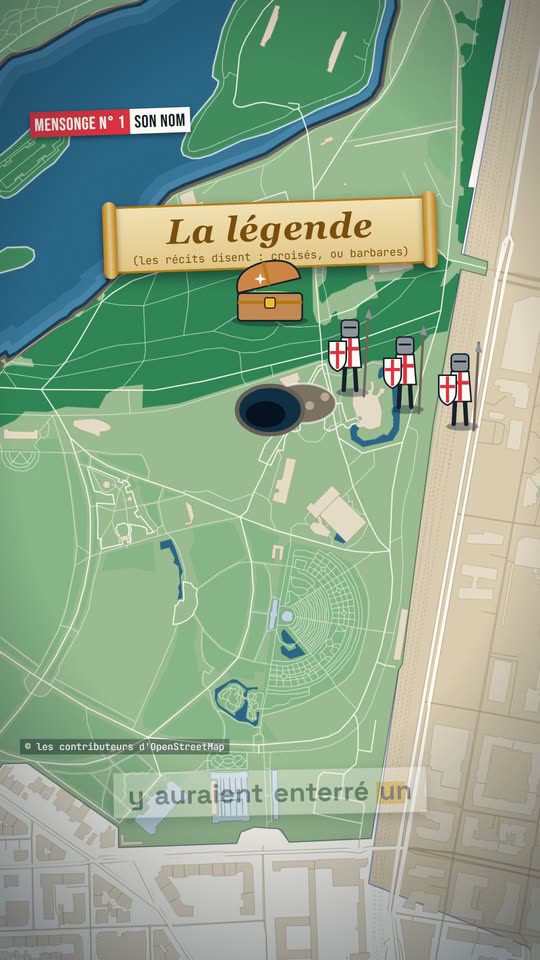 MENSONGE N° 1 SON NOM
La légende
(les récits disent : croisés, ou barbares)
© les contributeurs d'OpenStreetMap
y auraient enterré un